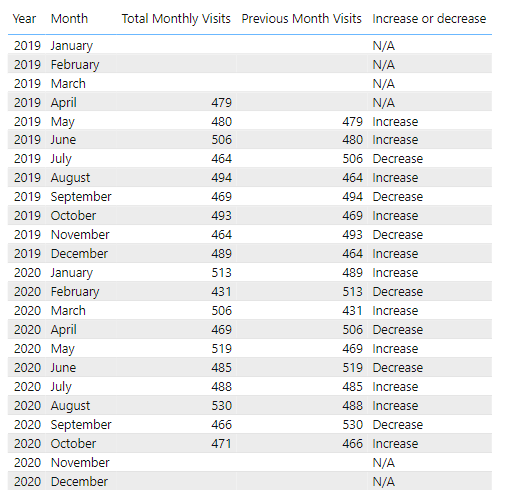 Year Month Total Monthly Visits Previous Month Visits Increase or decrease
2019 January N/A
2019 February N/A
2019 March N/A
2019 April 479 N/A
2019 May 480 479 Increase
2019 June 506 480 Increase
2019 July 464 506 Decrease
2019 August 494 464 Increase
2019 September 469 494 Decrease
2019 October 493 469 Increase
2019 November 464 493 Decrease
2019 December 489 464 Increase
2020 January 513 489 Increase
2020 February 431 513 Decrease
2020 March 506 431 Increase
2020 April 469 506 Decrease
2020 May 519 469 Increase
2020 June 485 519 Decrease
2020 July 488 485 Increase
2020 August 530 488 Increase
2020 September 466 530 Decrease
2020 October 471 466 Increase
2020 November N/A
2020 December N/A